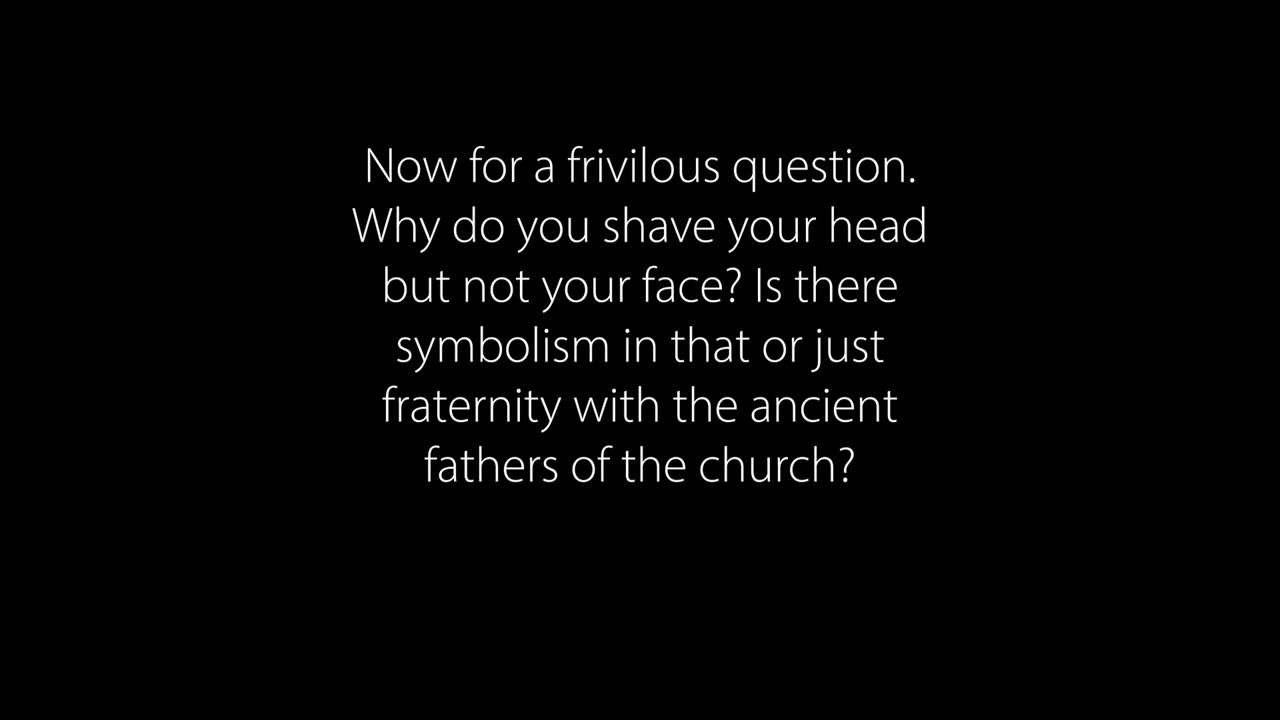 Now for a frivilous question.
Why do you shave your head
but not your face? Is there
symbolism in that or just
fraternity with the ancient
fathers of the church?